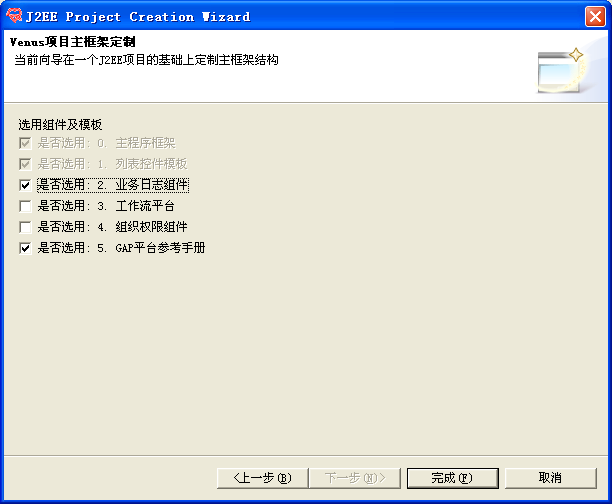 J2EE Project Creation Wizard
Venus项目主框架定制
当前向导在一个J2EE项目的基础上定制主框架结构
选用组件及模板
是否选用: 0. 主程序框架
是否选用: 1. 列表控件模板
是否选用: 2. 业务日志组件
是否选用: 3. 工作流平台
是否选用: 4. 组织权限组件
是否选用: 5. GAP平台参考手册
<上一步(B) 下一步(N)> 完成(F) 取消